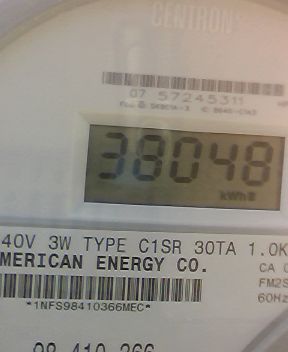 CENTRON
07 57245311
38048
kWh
40V 3W TYPE C1SR 30TA 1.0K
MERICAN ENERGY CO.
CA 0
FM2S
60Hz
*1NFS98410366MEC*
98 410 366